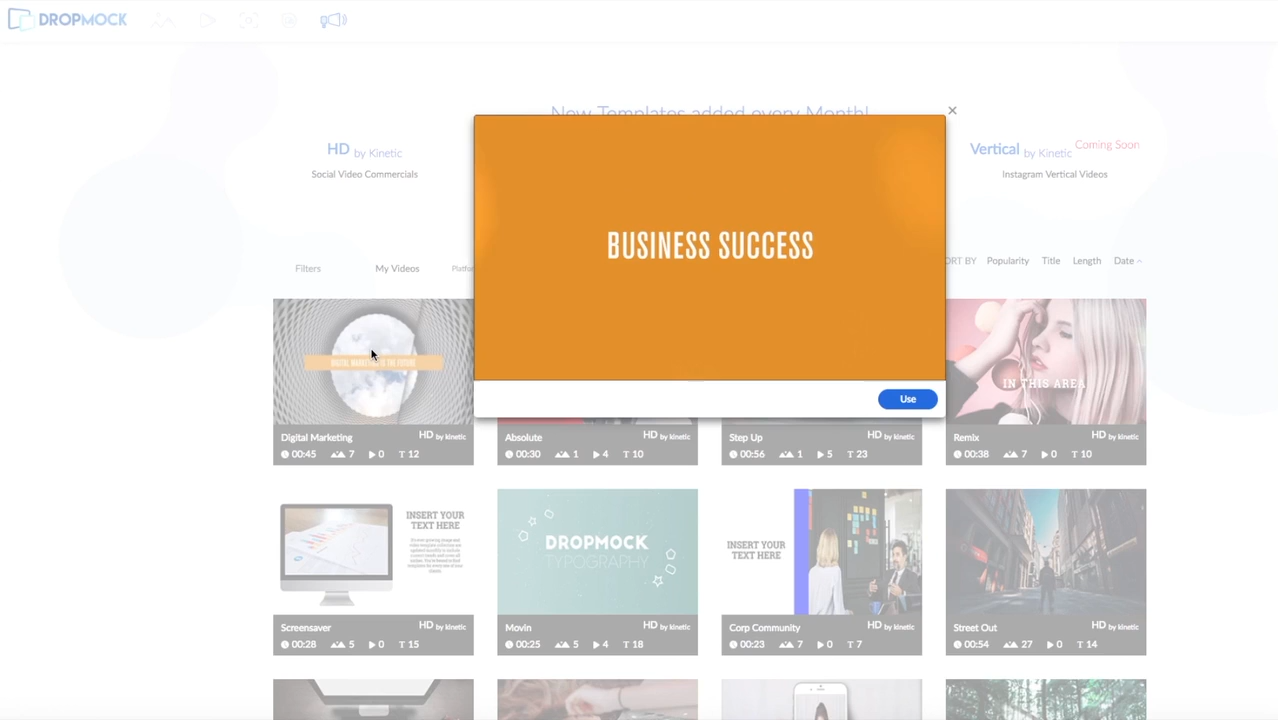 DROPMOCK
New Templates added every Month!
HD by Kinetic
Social Video Commercials
Vertical by Kinetic Coming Soon
Instagram Vertical Videos
BUSINESS SUCCESS
Use
Filters
My Videos
SORT BY Popularity Title Length Date
DIGITAL MARKETING IS THE FUTURE
IN THIS AREA
Digital Marketing HD by kinetic
00:45 7 0 T 12
Absolute HD by kinetic
00:30 1 4 T 10
Step Up HD by kinetic
00:56 1 5 T 23
Remix HD by kinetic
00:38 7 0 T 10
INSERT YOUR
TEXT HERE
DROPMOCK
TYPOGRAPHY
INSERT YOUR
TEXT HERE
Screensaver HD by kinetic
00:28 5 0 T 15
Movin HD by kinetic
00:25 5 4 T 18
Corp Community HD by kinetic
00:23 7 0 T 7
Street Out HD by kinetic
00:54 27 0 T 14